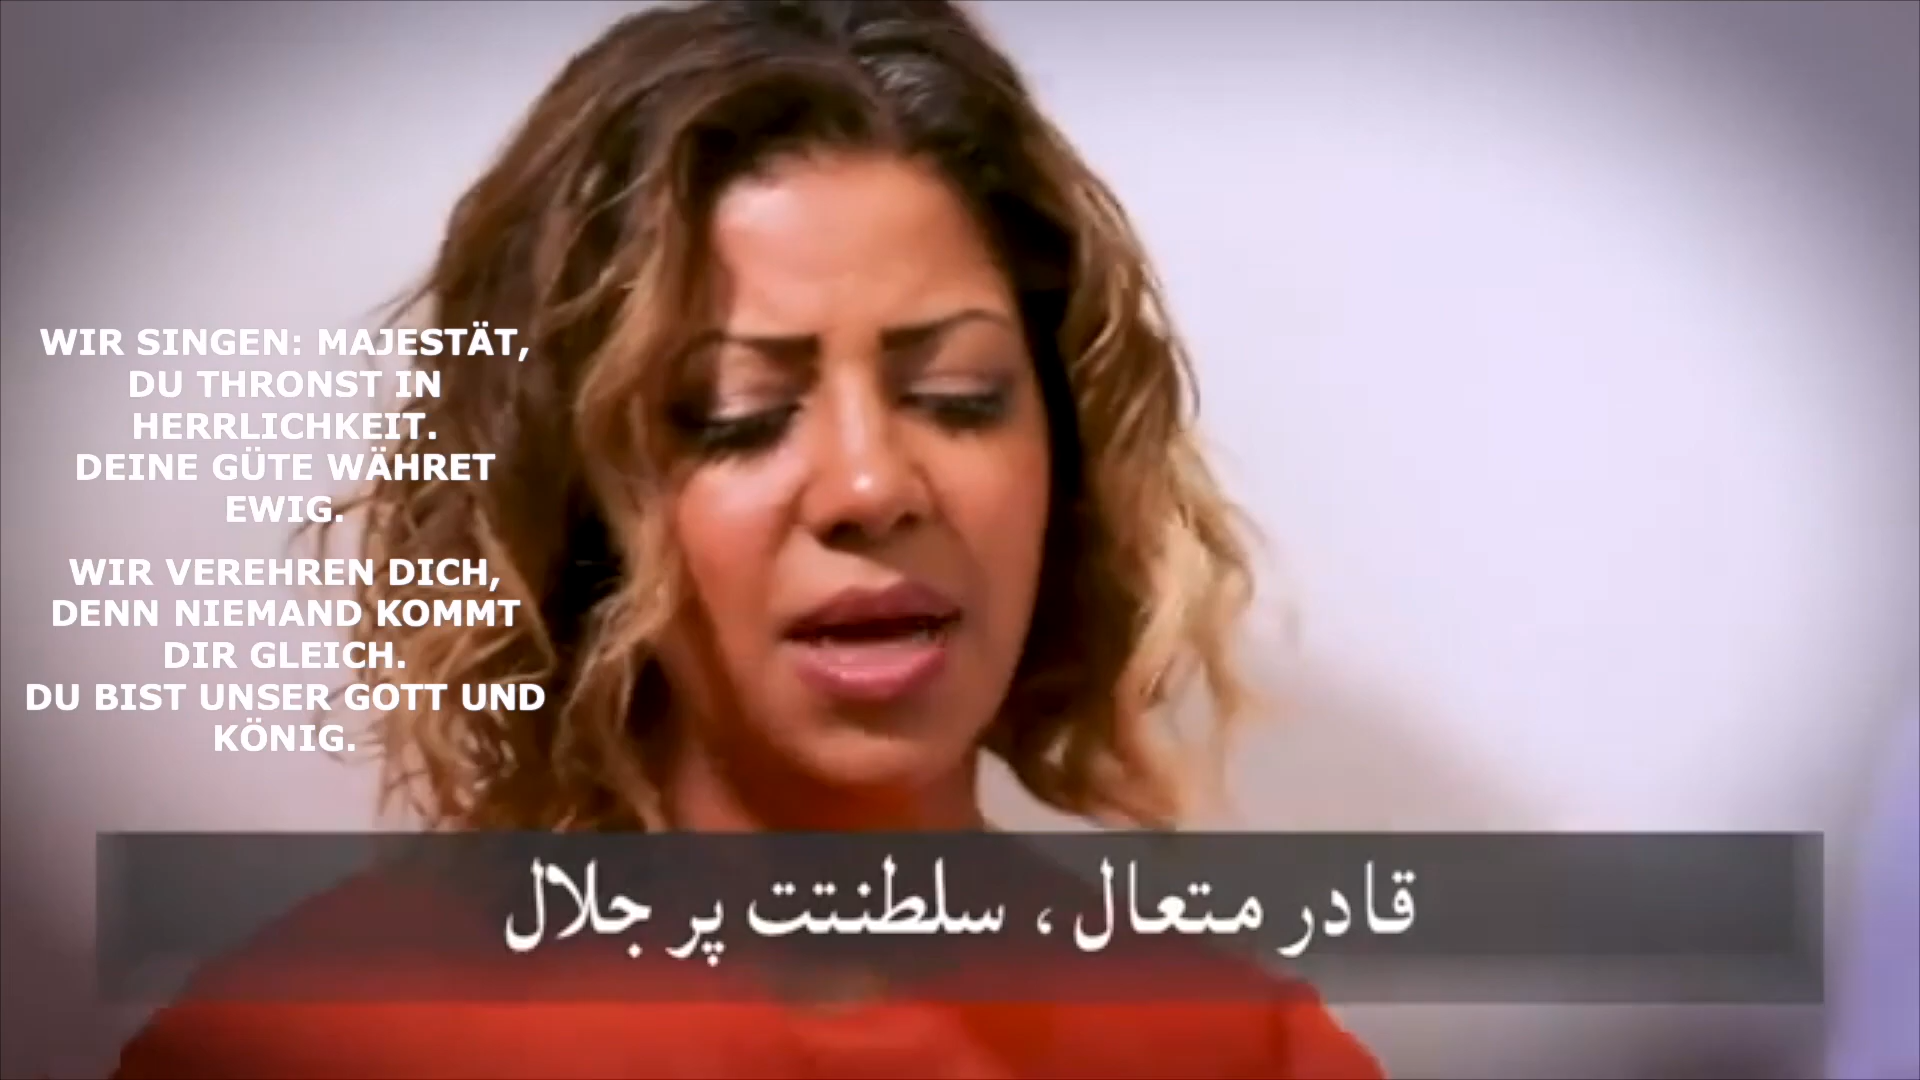 WIR SINGEN: MAJESTÄT,
DU THRONST IN
HERRLICHKEIT.
DEINE GÜTE WÄHRET
EWIG.
WIR VEREHREN DICH,
DENN NIEMAND KOMMT
DIR GLEICH.
DU BIST UNSER GOTT UND
KÖNIG.
قادر متعال ، سلطنتت پر جلال